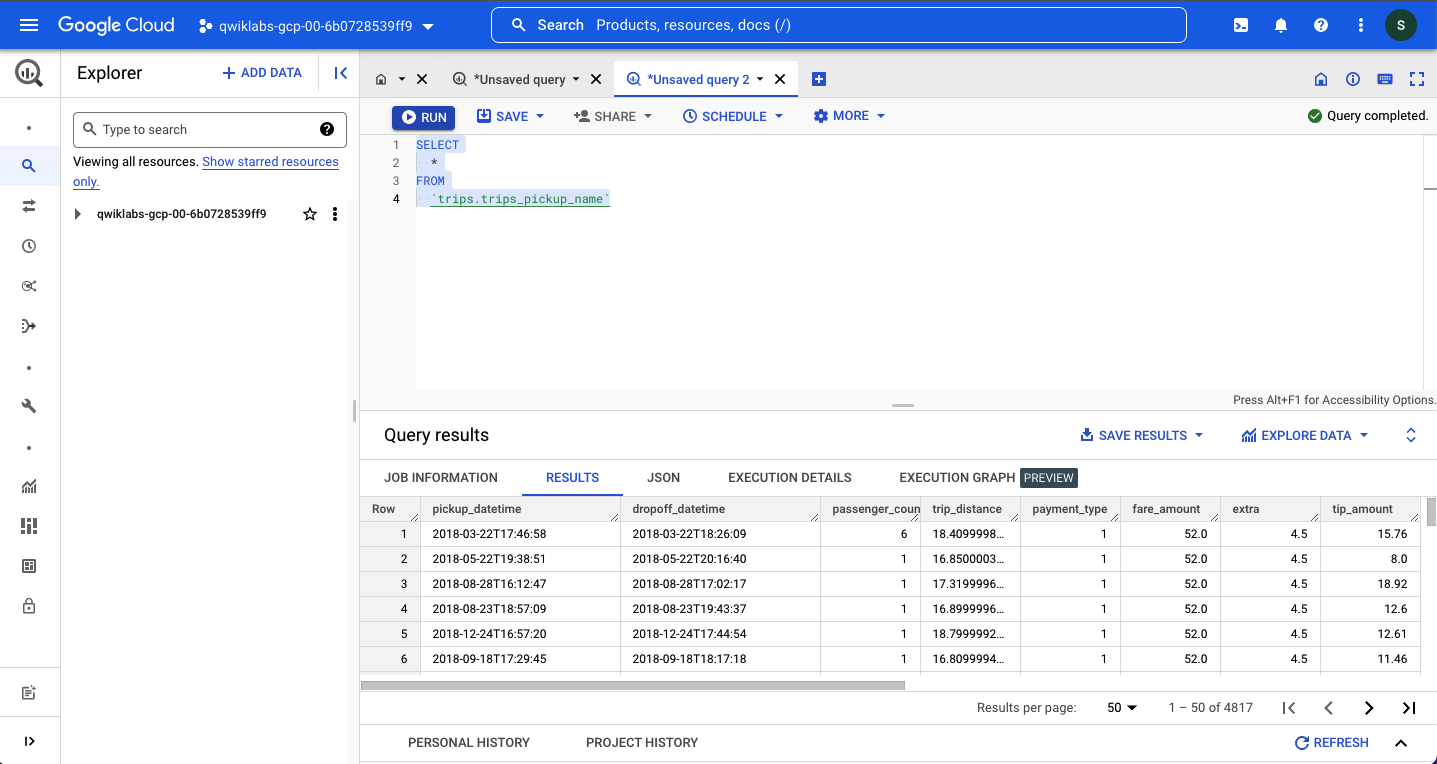 Google Cloud
qwiklabs-gcp-00-6b0728539ff9
Search Products, resources, docs (/)
S
Explorer
+ ADD DATA
*Unsaved query
*Unsaved query 2
Type to search
Viewing all resources. Show starred resources
only.
qwiklabs-gcp-00-6b0728539ff9
RUN
SAVE
SHARE
SCHEDULE
MORE
Query completed.
1 SELECT
2 *
3 FROM
4 `trips.trips_pickup_name`
Press Alt+F1 for Accessibility Options.
Query results
SAVE RESULTS
EXPLORE DATA
JOB INFORMATION RESULTS JSON EXECUTION DETAILS EXECUTION GRAPH PREVIEW
Row pickup_datetime dropoff_datetime passenger_coun trip_distance payment_type fare_amount extra tip_amount
1 2018-03-22T17:46:58 2018-03-22T18:26:09 6 18.4099998... 1 52.0 4.5 15.76
2 2018-05-22T19:38:51 2018-05-22T20:16:40 1 16.8500003... 1 52.0 4.5 8.0
3 2018-08-28T16:12:47 2018-08-28T17:02:17 1 17.3199996... 1 52.0 4.5 18.92
4 2018-08-23T18:57:09 2018-08-23T19:43:37 1 16.8999996... 1 52.0 4.5 12.6
5 2018-12-24T16:57:20 2018-12-24T17:44:54 1 18.7999992... 1 52.0 4.5 12.61
6 2018-09-18T17:29:45 2018-09-18T18:17:18 1 16.8099994... 1 52.0 4.5 11.46
Results per page: 50 1 – 50 of 4817
PERSONAL HISTORY PROJECT HISTORY REFRESH